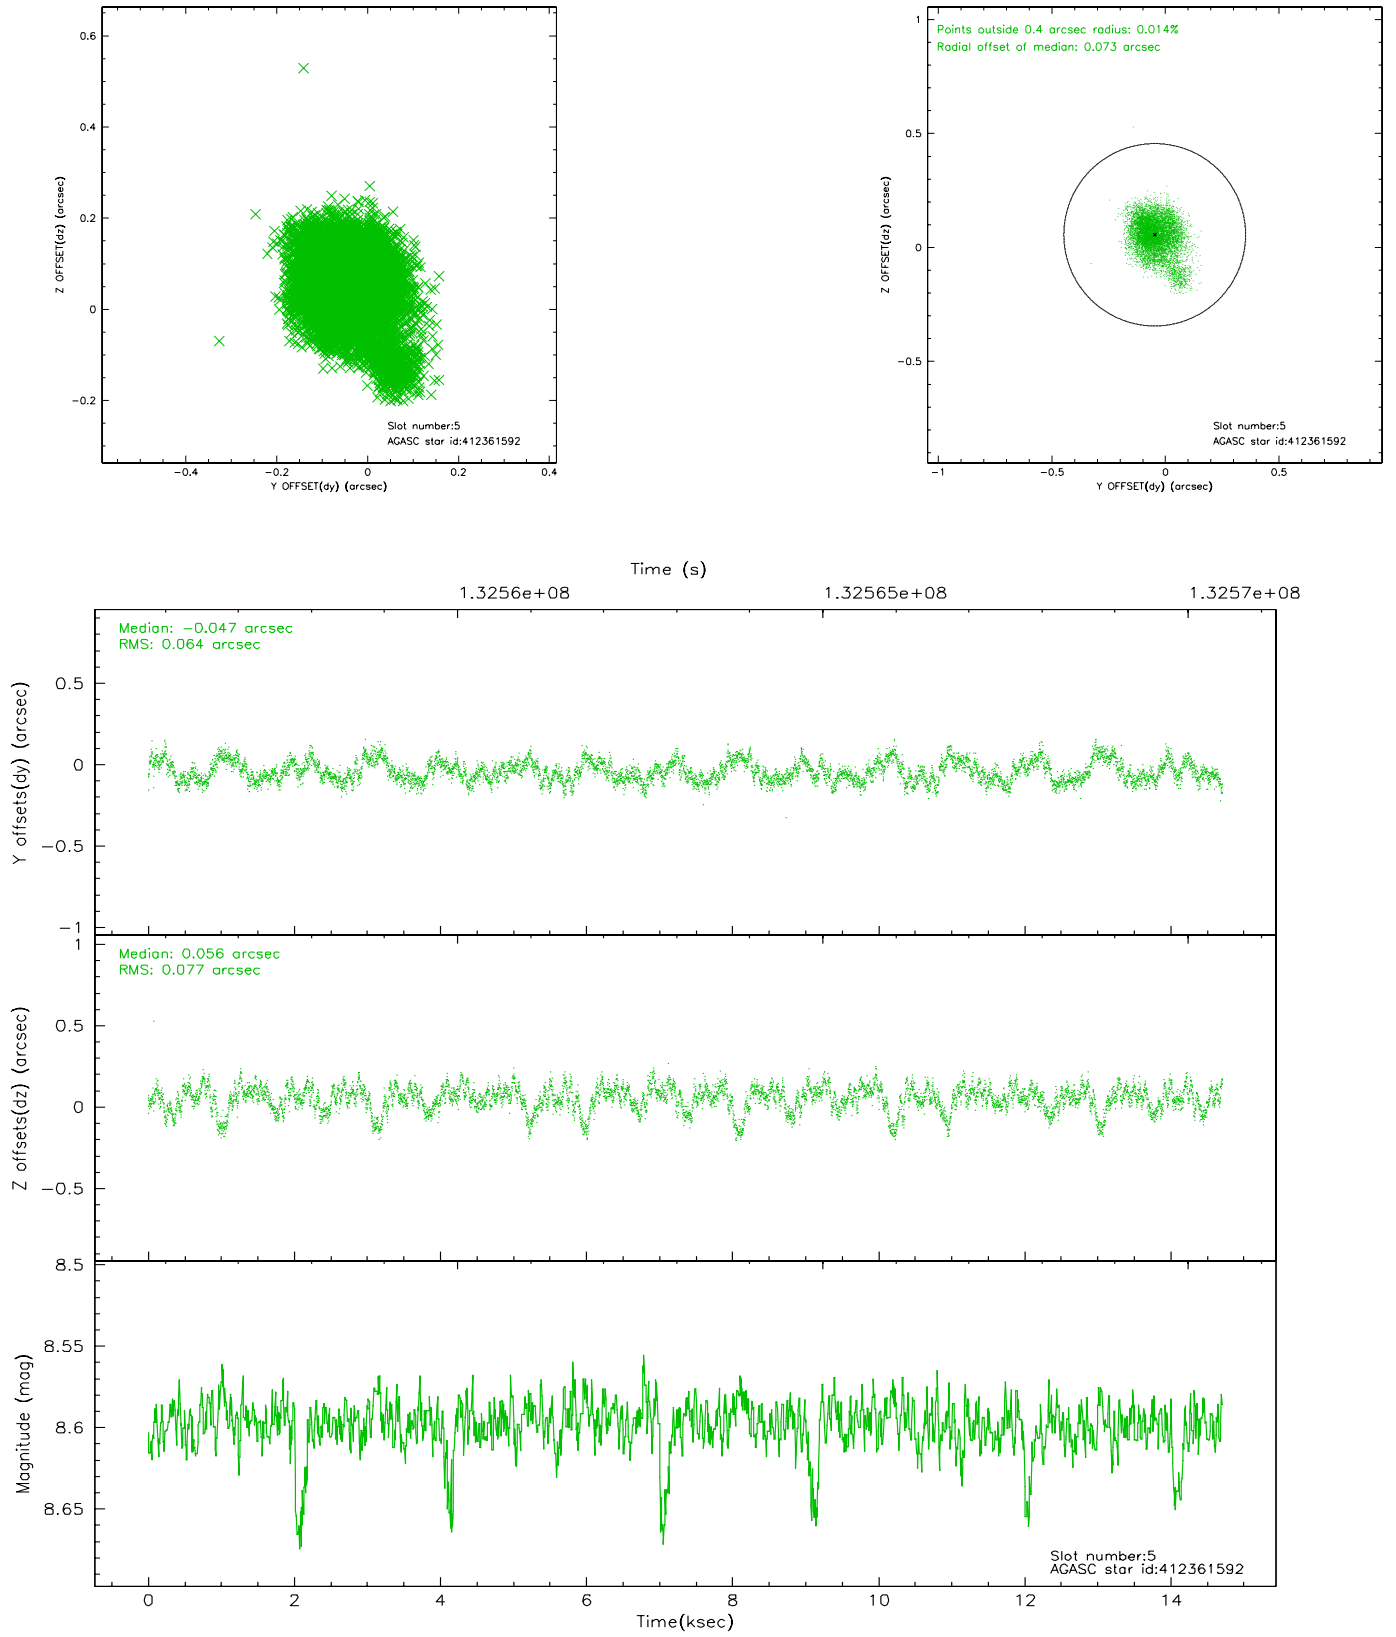 0.6
0.4
0.2
0
−0.2
Z OFFSET(dz) (arcsec)
Slot number:5
AGASC star id:412361592
−0.4 −0.2 0 0.2 0.4
Y OFFSET(dy) (arcsec)
Points outside 0.4 arcsec radius: 0.014%
Radial offset of median: 0.073 arcsec
1
0.5
0
−0.5
Z OFFSET(dz) (arcsec)
Slot number:5
AGASC star id:412361592
−1 −0.5 0 0.5
Y OFFSET(dy) (arcsec)
Time (s)
1.3256e+08 1.32565e+08 1.3257e+08
Median: −0.047 arcsec
RMS: 0.064 arcsec
0.5
0
−0.5
−1
Y offsets(dy) (arcsec)
Median: 0.056 arcsec
RMS: 0.077 arcsec
1
0.5
0
−0.5
Z offsets(dz) (arcsec)
8.5
8.55
8.6
8.65
Magnitude (mag)
Slot number:5
AGASC star id:412361592
0 2 4 6 8 10 12 14
Time(ksec)